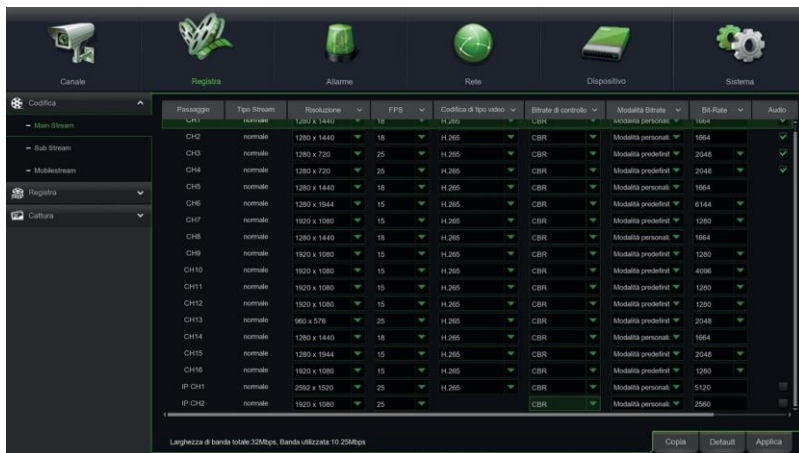 Canale Registra Allarme Rete Dispositivo Sistema
Codifica
Main Stream
Sub Stream
Mobilestream
Registra
Cattura
Passaggio Tipo Stream Risoluzione FPS Codifica di tipo video Bitrate di controllo Modalità Bitrate Bit-Rate Audio
CH1 normale 1280 x 1440 18 H.265 CBR Modalità personali. 1664
CH2 normale 1280 x 1440 18 H.265 CBR Modalità personali. 1664
CH3 normale 1280 x 720 25 H.265 CBR Modalità predefinit 2048
CH4 normale 1280 x 720 25 H.265 CBR Modalità predefinit 2048
CH5 normale 1280 x 1440 18 H.265 CBR Modalità personali. 1664
CH6 normale 1280 x 1944 15 H.265 CBR Modalità predefinit 6144
CH7 normale 1920 x 1080 15 H.265 CBR Modalità predefinit 1280
CH8 normale 1280 x 1440 18 H.265 CBR Modalità personali. 1664
CH9 normale 1920 x 1080 15 H.265 CBR Modalità predefinit 1280
CH10 normale 1920 x 1080 15 H.265 CBR Modalità predefinit 4096
CH11 normale 1920 x 1080 15 H.265 CBR Modalità predefinit 1280
CH12 normale 1920 x 1080 15 H.265 CBR Modalità predefinit 1280
CH13 normale 960 x 576 25 H.265 CBR Modalità predefinit 2048
CH14 normale 1280 x 1440 18 H.265 CBR Modalità personali. 1664
CH15 normale 1280 x 1944 15 H.265 CBR Modalità predefinit 2048
CH16 normale 1920 x 1080 15 H.265 CBR Modalità predefinit 1280
IP CH1 normale 2592 x 1520 25 H.265 CBR Modalità personali. 5120
IP CH2 normale 1920 x 1080 25 CBR Modalità personali. 2560
Larghezza di banda totale:32Mbps, Banda utilizzata:10.25Mbps
Copia Default Applica